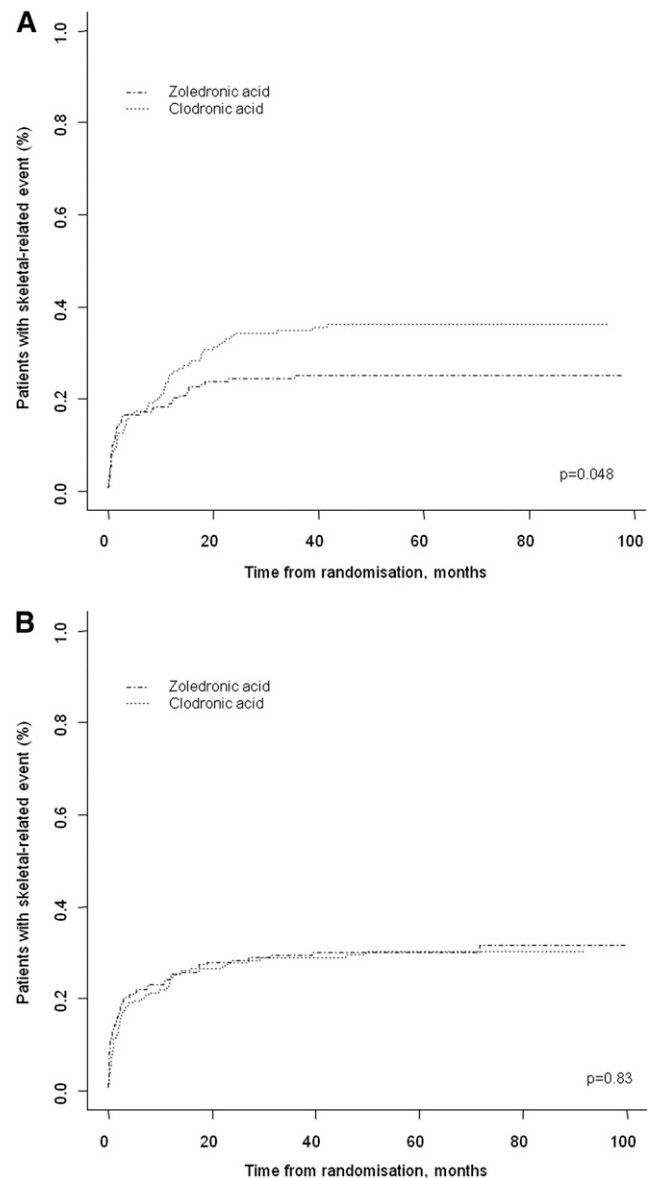 A
1.0
0.8
0.6
0.4
0.2
0.0
Patients with skeletal-related event (%)
Zoledronic acid
Clodronic acid
p=0.048
0 20 40 60 80 100
Time from randomisation, months
B
1.0
0.8
0.6
0.4
0.2
0.0
Patients with skeletal-related event (%)
Zoledronic acid
Clodronic acid
p=0.83
0 20 40 60 80 100
Time from randomisation, months